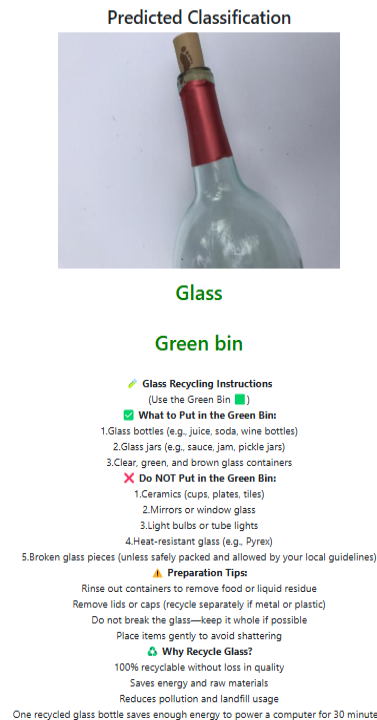 Predicted Classification
Glass
Green bin
🧪 Glass Recycling Instructions
(Use the Green Bin 🟩)
✅ What to Put in the Green Bin:
1.Glass bottles (e.g., juice, soda, wine bottles)
2.Glass jars (e.g., sauce, jam, pickle jars)
3.Clear, green, and brown glass containers
❌ Do NOT Put in the Green Bin:
1.Ceramics (cups, plates, tiles)
2.Mirrors or window glass
3.Light bulbs or tube lights
4.Heat-resistant glass (e.g., Pyrex)
5.Broken glass pieces (unless safely packed and allowed by your local guidelines)
⚠️ Preparation Tips:
Rinse out containers to remove food or liquid residue
Remove lids or caps (recycle separately if metal or plastic)
Do not break the glass—keep it whole if possible
Place items gently to avoid shattering
♻️ Why Recycle Glass?
100% recyclable without loss in quality
Saves energy and raw materials
Reduces pollution and landfill usage
One recycled glass bottle saves enough energy to power a computer for 30 minute